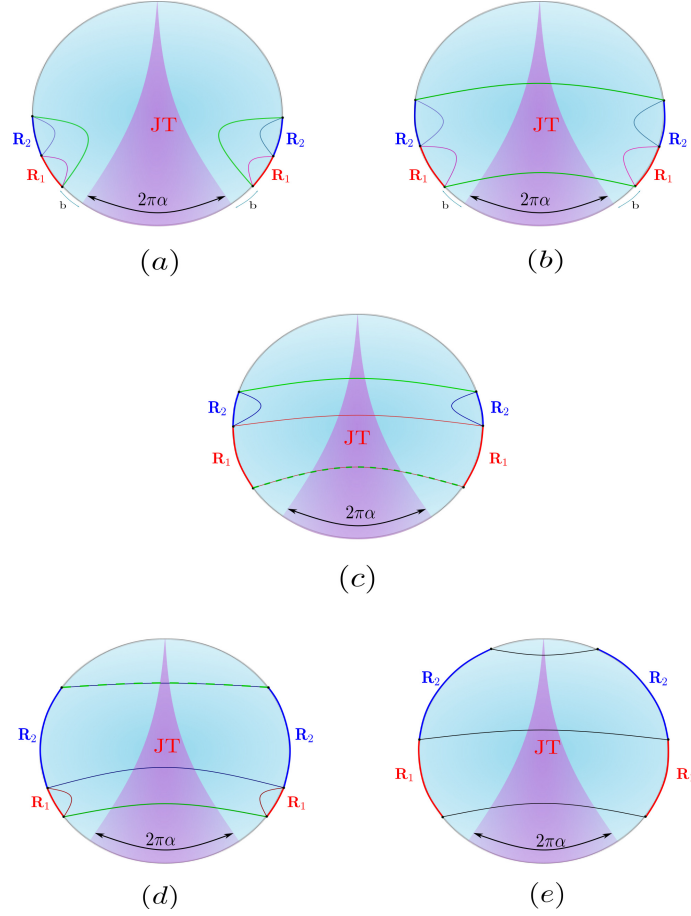 JT JT
R₂ R₂ R₂ R₂
R₁ R₁ R₁ R₁
b 2πα b b 2πα b
(a) (b)
R₂ R₂
JT
R₁ R₁
2πα
(c)
R₂ R₂
R₂ JT R₂ JT
R₁ R
R₁ R₁
2πα 2πα
(d) (e)